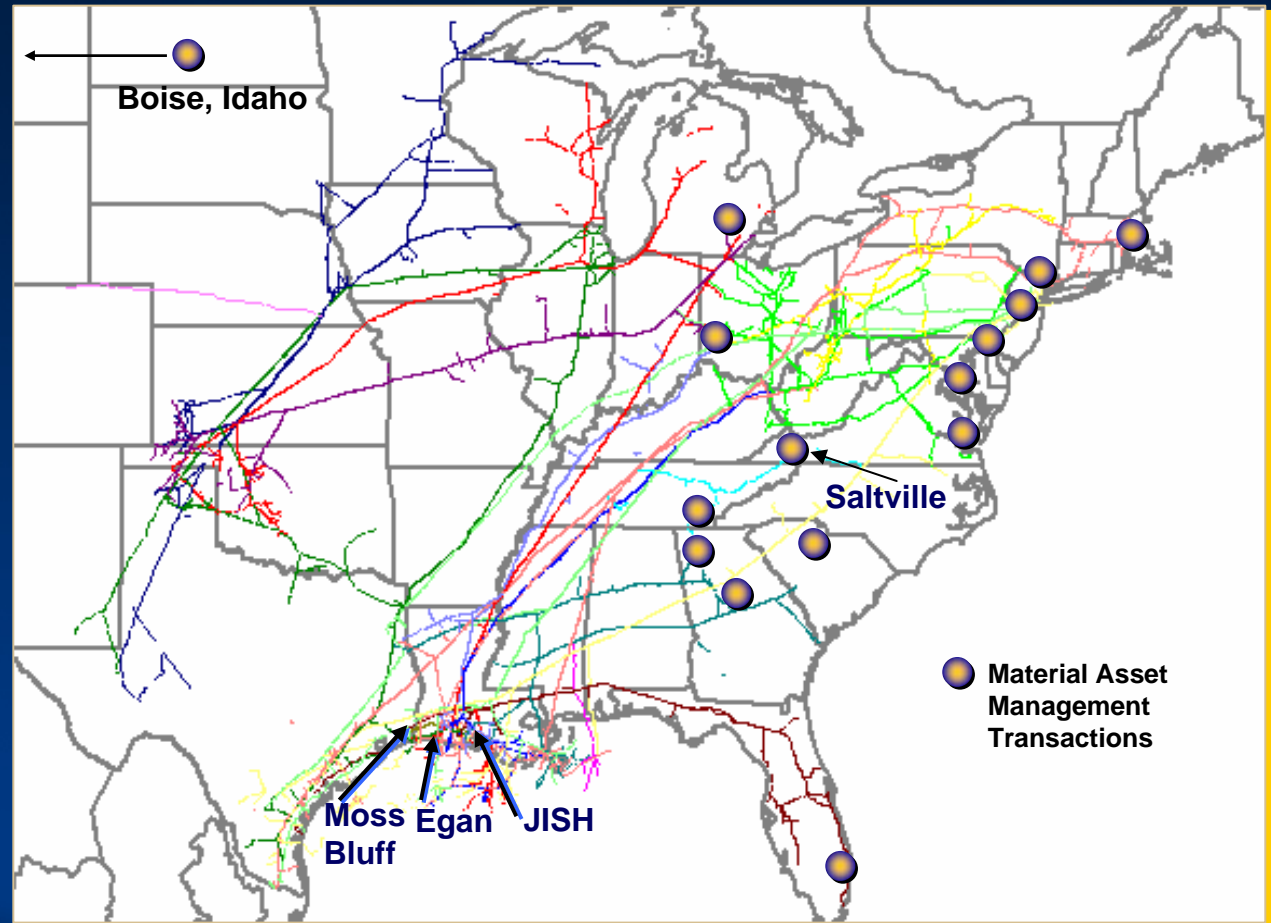 Boise, Idaho
Saltville
Material Asset
Management
Transactions
Moss
Bluff
Egan
JISH